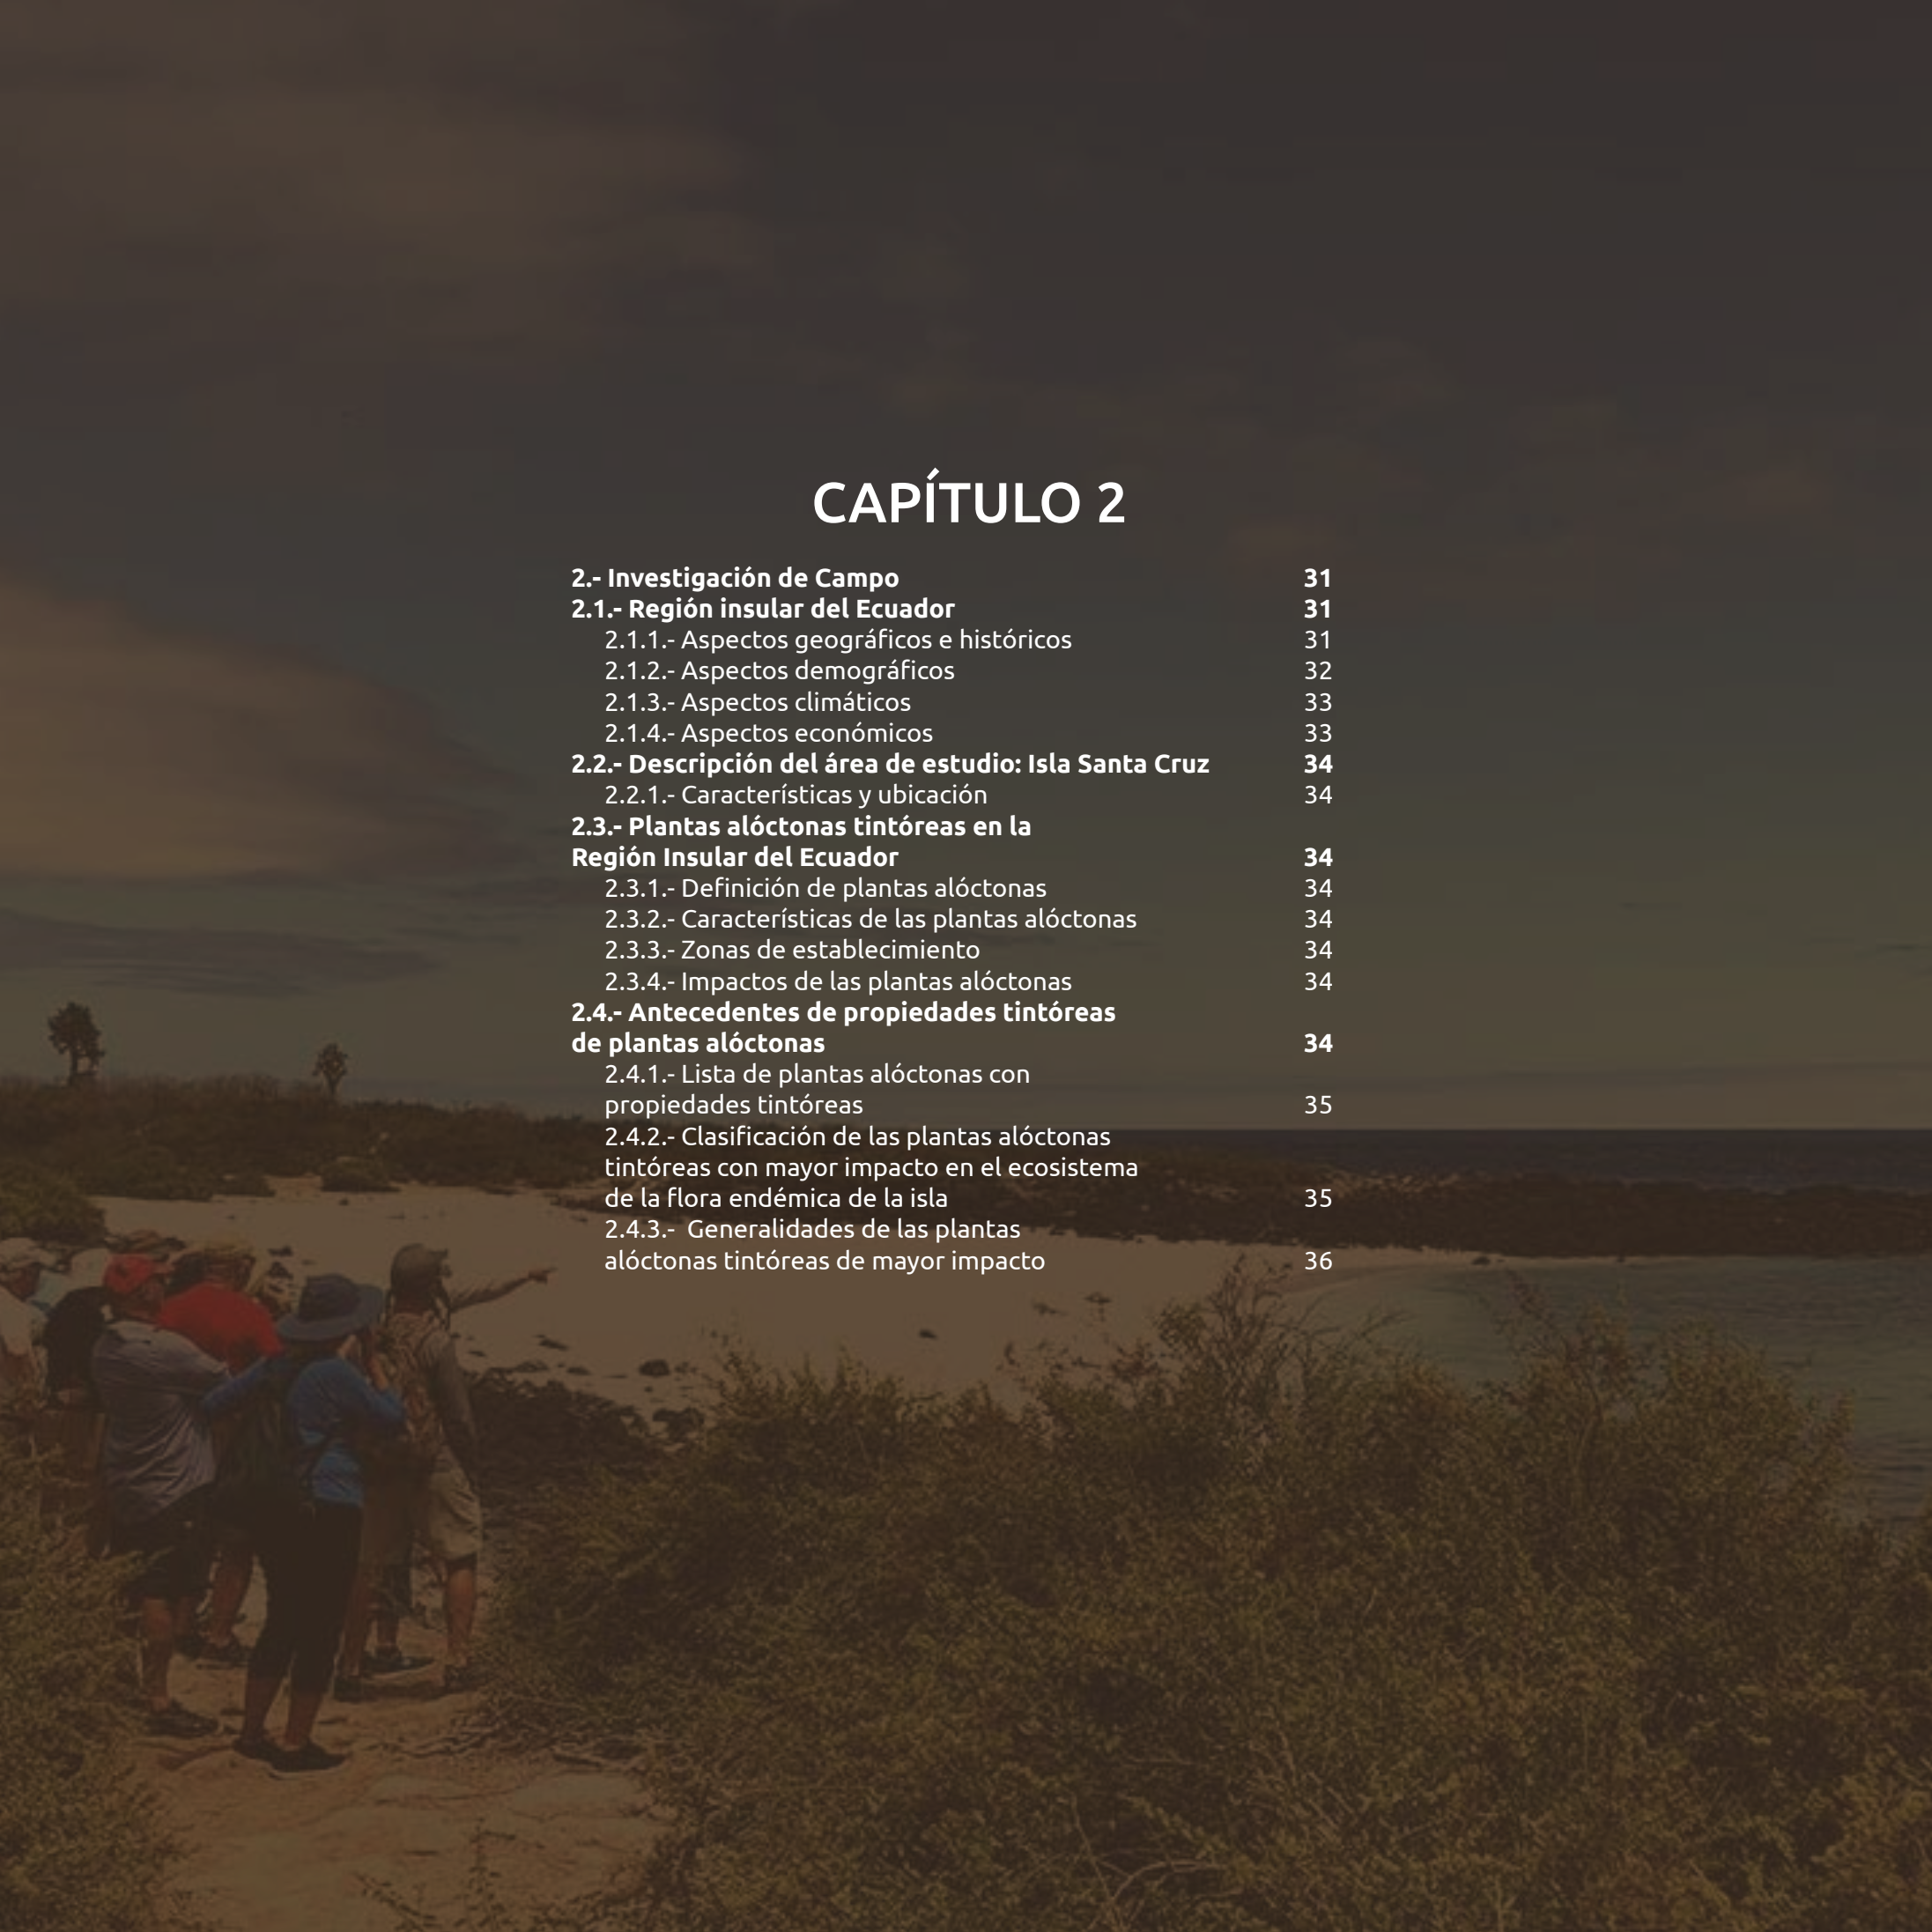 CAPÍTULO 2
2.- Investigación de Campo 31
2.1.- Región insular del Ecuador 31
2.1.1.- Aspectos geográficos e históricos 31
2.1.2.- Aspectos demográficos 32
2.1.3.- Aspectos climáticos 33
2.1.4.- Aspectos económicos 33
2.2.- Descripción del área de estudio: Isla Santa Cruz 34
2.2.1.- Características y ubicación 34
2.3.- Plantas alóctonas tintóreas en la
Región Insular del Ecuador 34
2.3.1.- Definición de plantas alóctonas 34
2.3.2.- Características de las plantas alóctonas 34
2.3.3.- Zonas de establecimiento 34
2.3.4.- Impactos de las plantas alóctonas 34
2.4.- Antecedentes de propiedades tintóreas
de plantas alóctonas 34
2.4.1.- Lista de plantas alóctonas con
propiedades tintóreas 35
2.4.2.- Clasificación de las plantas alóctonas
tintóreas con mayor impacto en el ecosistema
de la flora endémica de la isla 35
2.4.3.-  Generalidades de las plantas
alóctonas tintóreas de mayor impacto 36